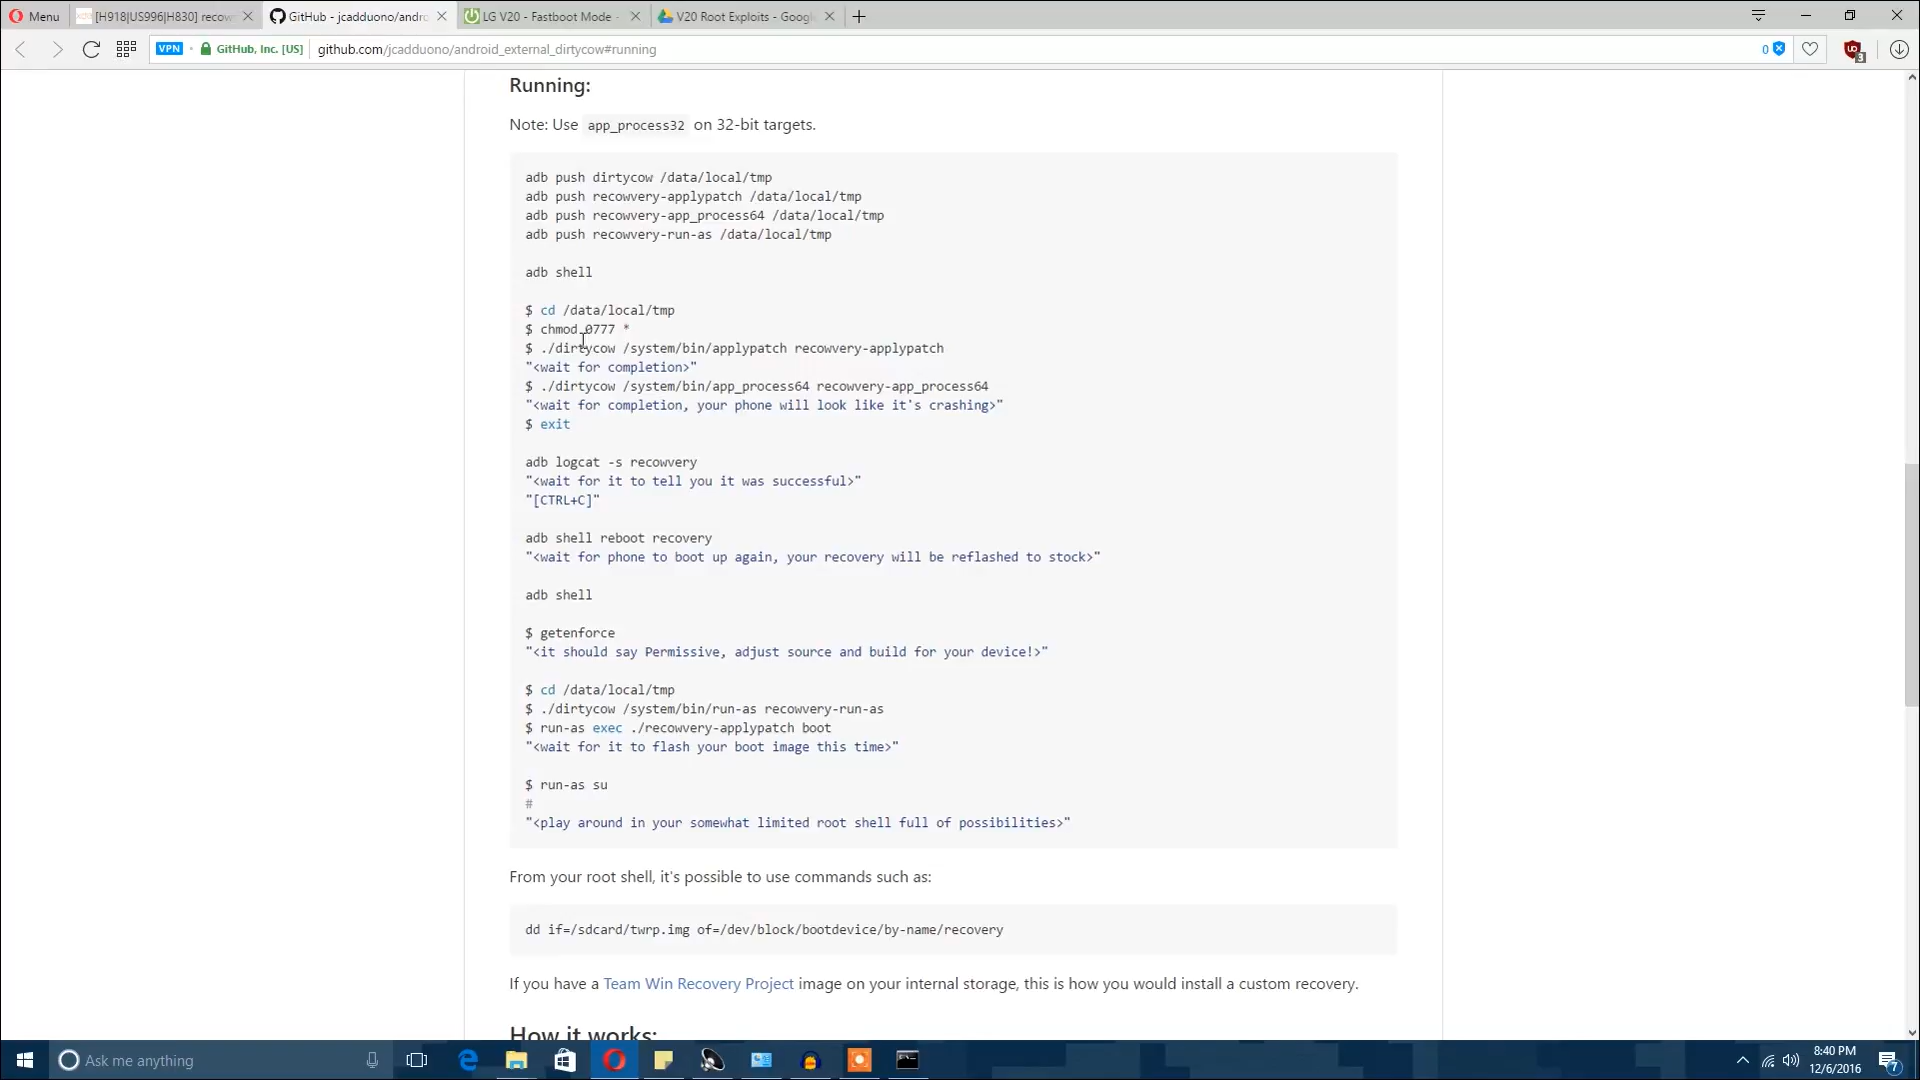 Menu
[H918|US996|H830] recow
GitHub - jcadduono/andro
LG V20 - Fastboot Mode -
V20 Root Exploits - Google
VPN
GitHub, Inc. [US]
github.com/jcadduono/android_external_dirtycow#running
0
3
Running:
Note: Use app_process32 on 32-bit targets.
adb push dirtycow /data/local/tmp
adb push recowvery-applypatch /data/local/tmp
adb push recowvery-app_process64 /data/local/tmp
adb push recowvery-run-as /data/local/tmp
adb shell
$ cd /data/local/tmp
$ chmod 0777 *
$ ./dirtycow /system/bin/applypatch recowvery-applypatch
"<wait for completion>"
$ ./dirtycow /system/bin/app_process64 recowvery-app_process64
"<wait for completion, your phone will look like it's crashing>"
$ exit
adb logcat -s recowvery
"<wait for it to tell you it was successful>"
"[CTRL+C]"
adb shell reboot recovery
"<wait for phone to boot up again, your recovery will be reflashed to stock>"
adb shell
$ getenforce
"<it should say Permissive, adjust source and build for your device!>"
$ cd /data/local/tmp
$ ./dirtycow /system/bin/run-as recowvery-run-as
$ run-as exec ./recowvery-applypatch boot
"<wait for it to flash your boot image this time>"
$ run-as su
#
"<play around in your somewhat limited root shell full of possibilities>"
From your root shell, it's possible to use commands such as:
dd if=/sdcard/twrp.img of=/dev/block/bootdevice/by-name/recovery
If you have a Team Win Recovery Project image on your internal storage, this is how you would install a custom recovery.
How it works:
Ask me anything
8:40 PM
12/6/2016
7